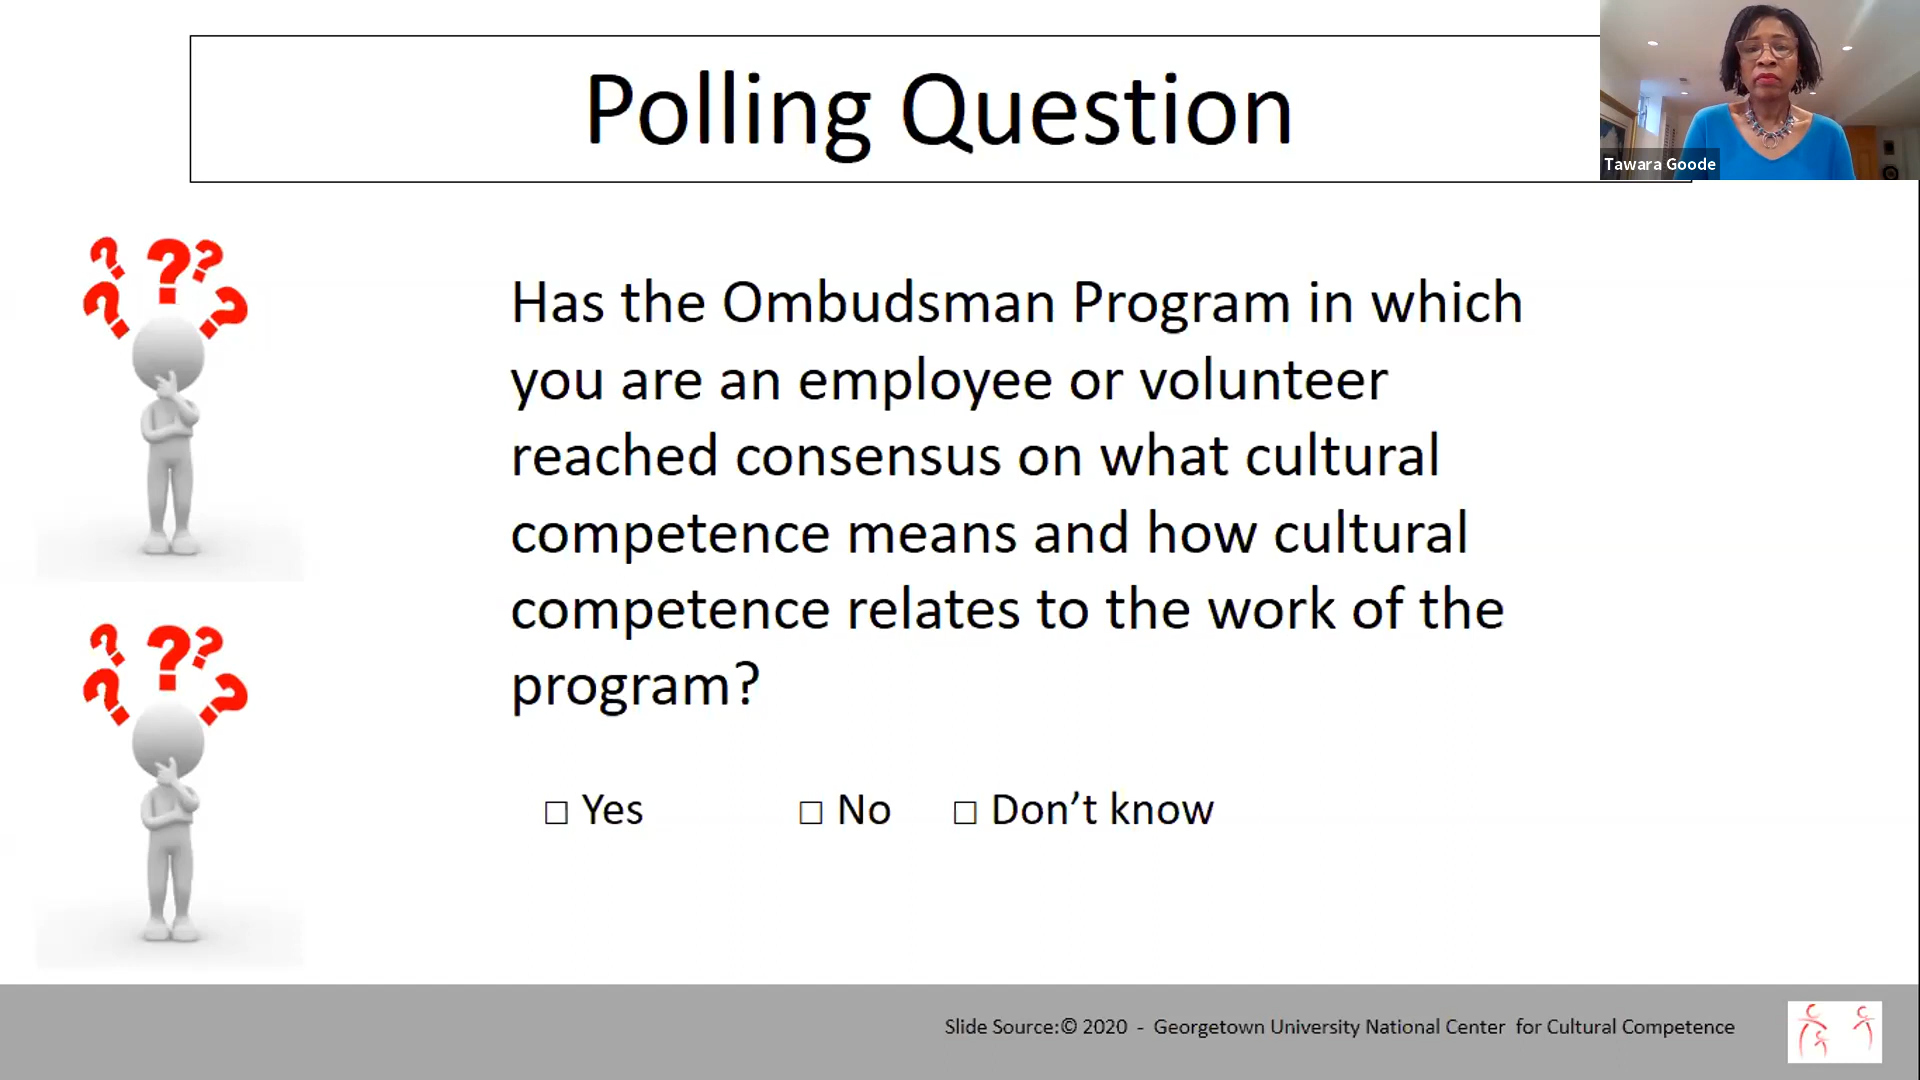 Polling Question
Tawara Goode
? ? ? ? ?
Has the Ombudsman Program in which
you are an employee or volunteer
reached consensus on what cultural
competence means and how cultural
competence relates to the work of the
program?
? ? ? ? ?
□ Yes □ No □ Don’t know
Slide Source:© 2020 - Georgetown University National Center for Cultural Competence